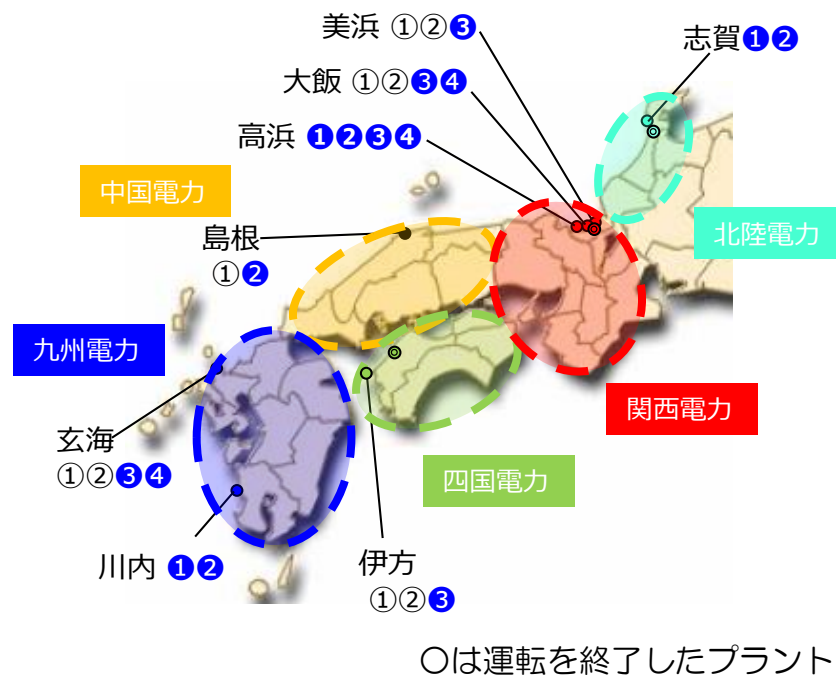 美浜 ①②❸
志賀❶❷
大飯 ①②❸❹
高浜 ❶❷❸❹
中国電力
島根
①❷
北陸電力
九州電力
関西電力
玄海
①②❸❹
四国電力
川内 ❶❷
伊方
①②❸
〇は運転を終了したプラント